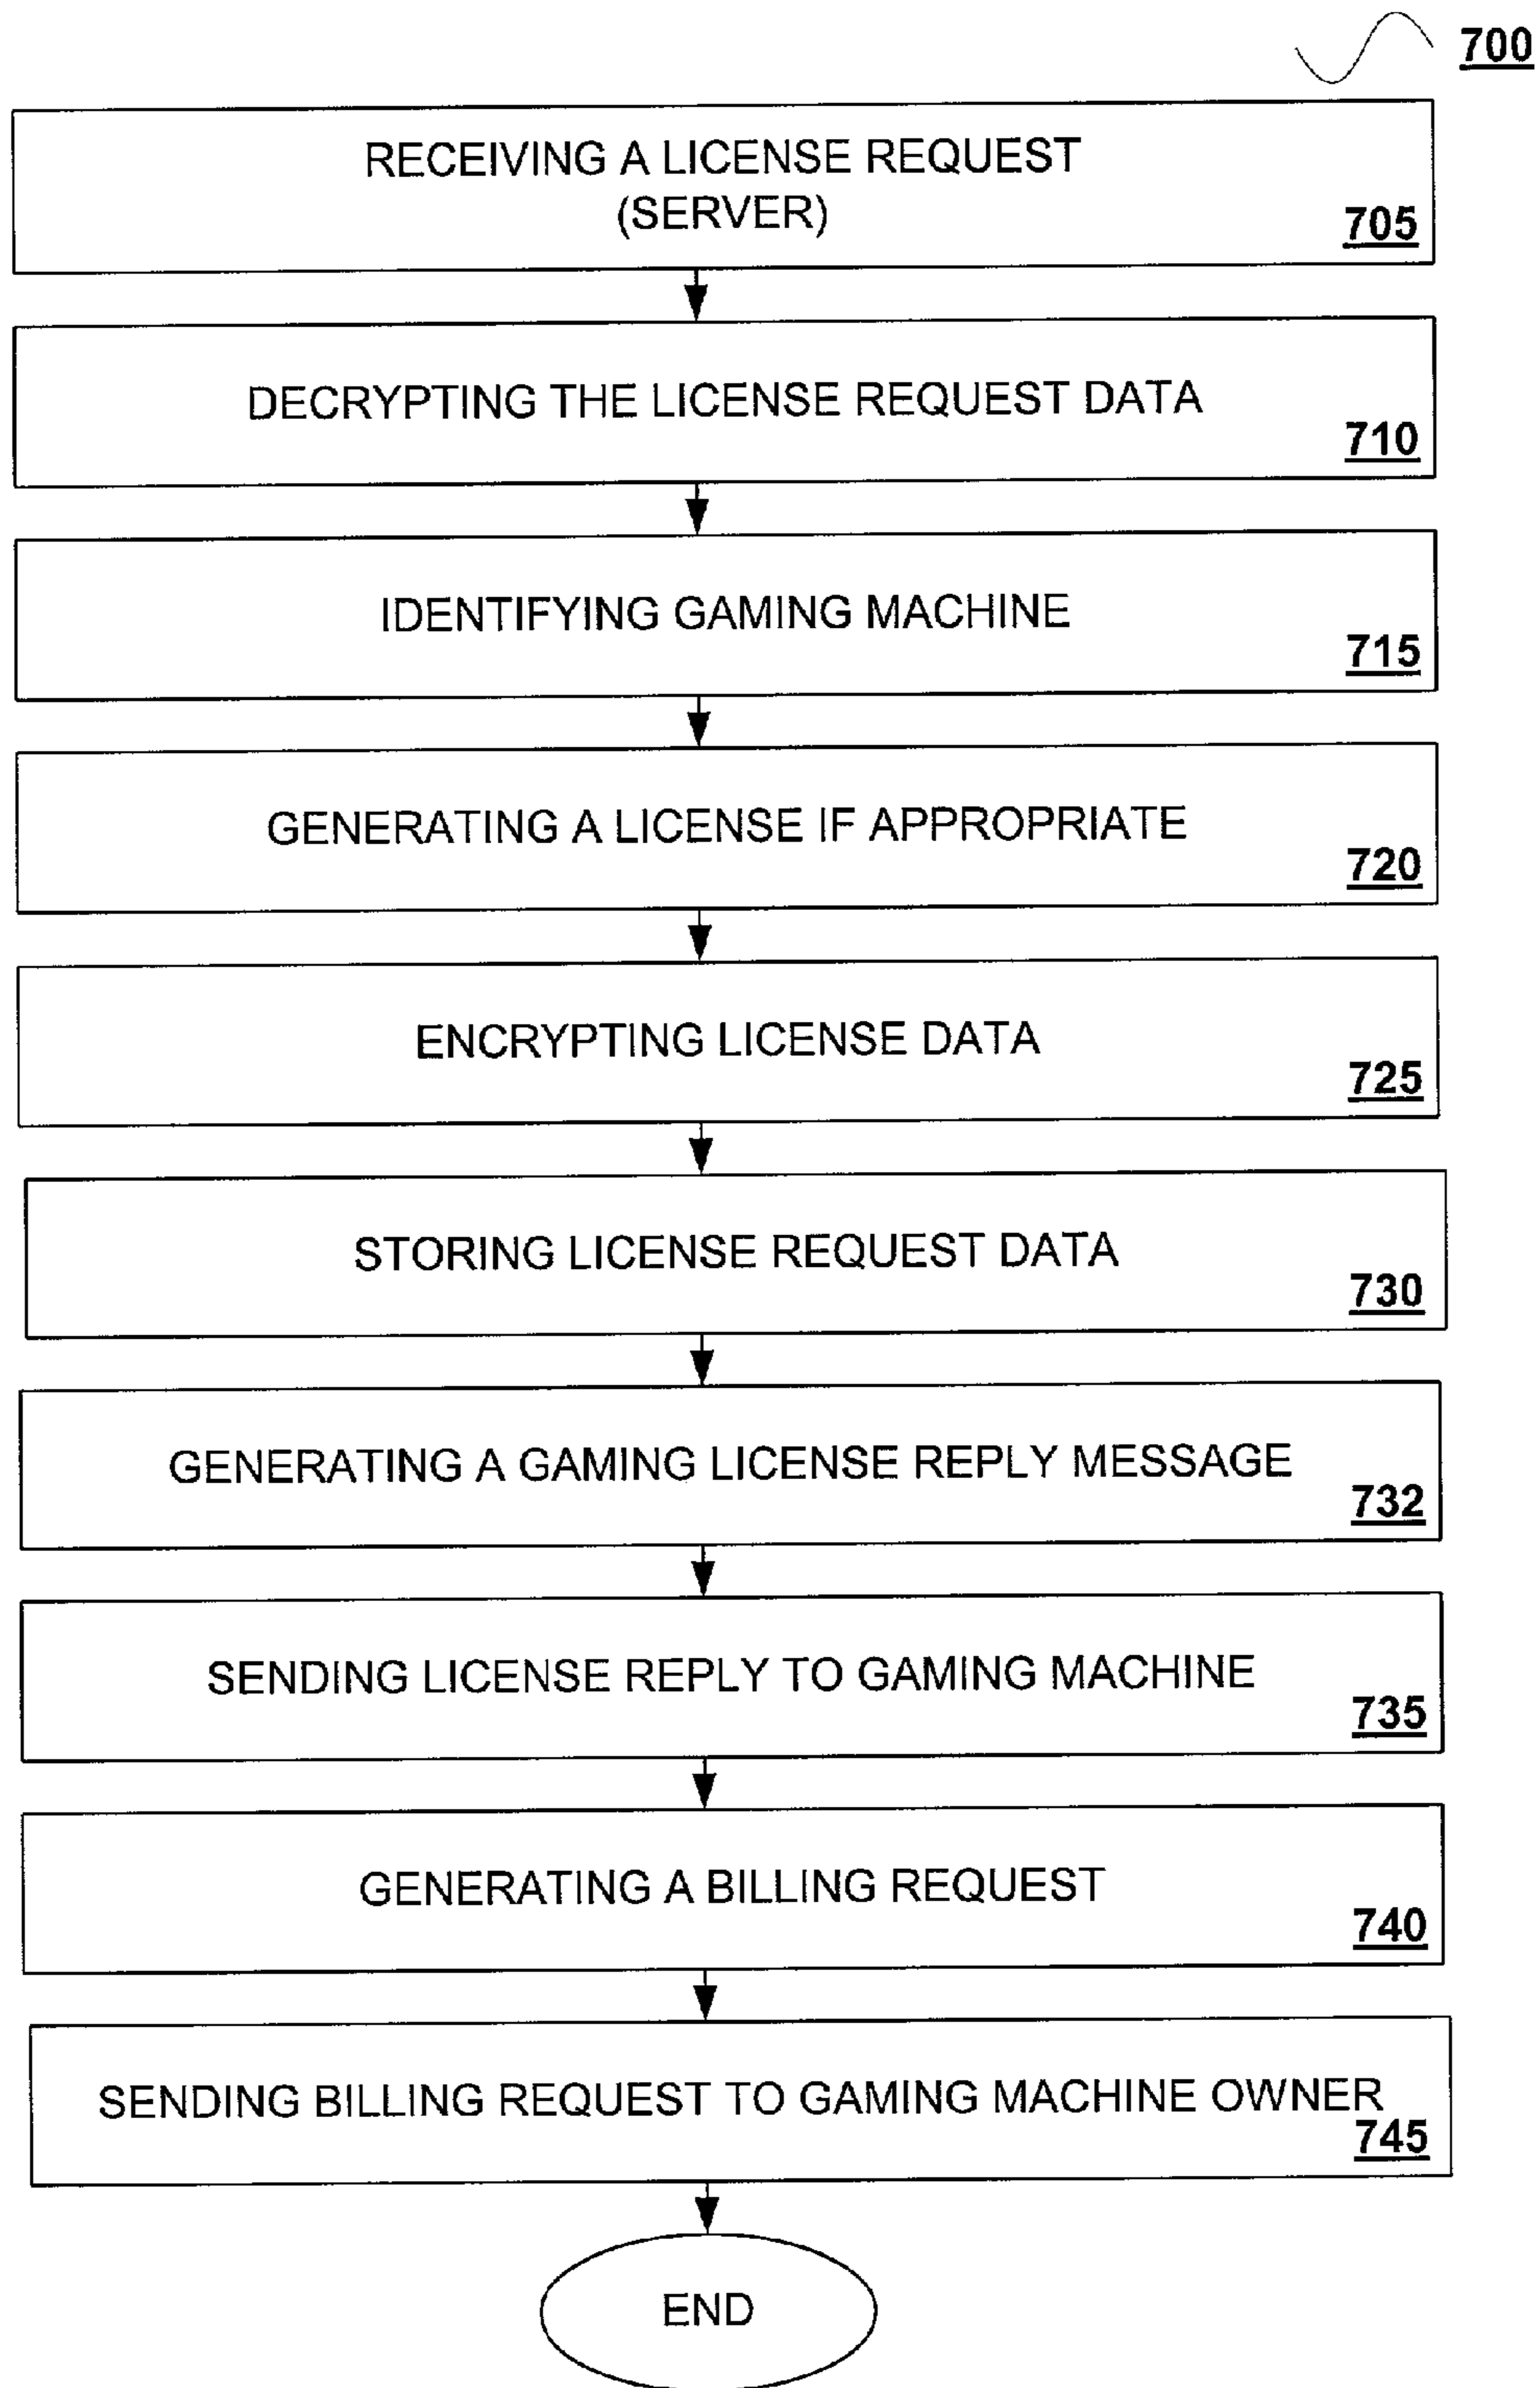 700
RECEIVING A LICENSE REQUEST
(SERVER)
705
DECRYPTING THE LICENSE REQUEST DATA
710
IDENTIFYING GAMING MACHINE
715
GENERATING A LICENSE IF APPROPRIATE
720
ENCRYPTING LICENSE DATA
725
STORING LICENSE REQUEST DATA
730
GENERATING A GAMING LICENSE REPLY MESSAGE
732
SENDING LICENSE REPLY TO GAMING MACHINE
735
GENERATING A BILLING REQUEST
740
SENDING BILLING REQUEST TO GAMING MACHINE OWNER
745
END